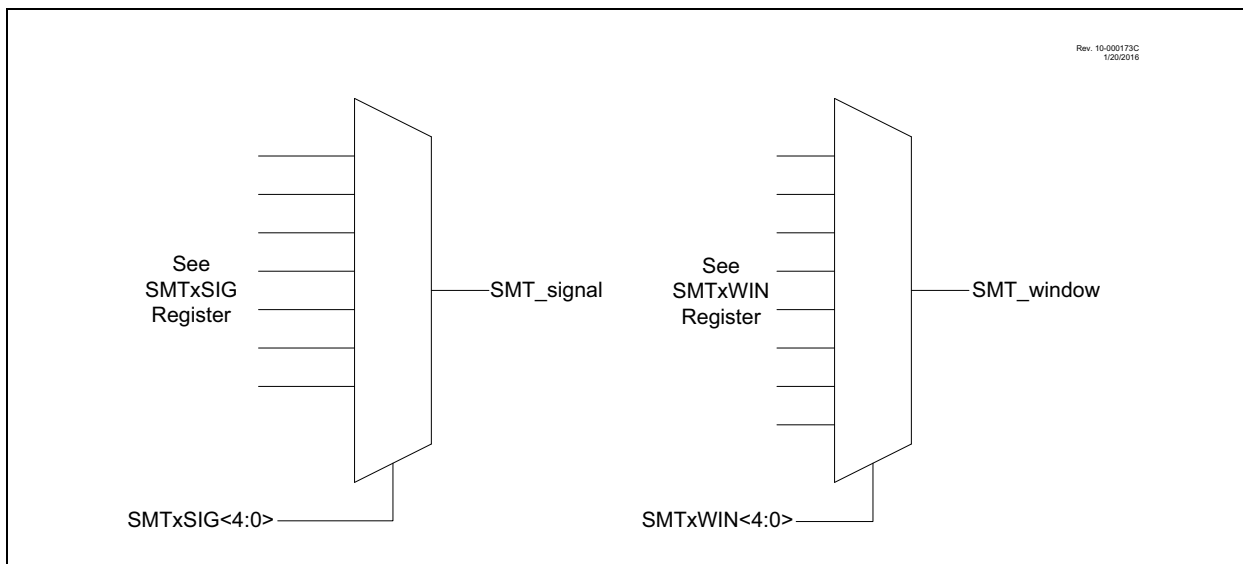 Rev. 10-000173C
1/20/2016
See
SMTxSIG
Register
SMT_signal
See
SMTxWIN
Register
SMT_window
SMTxSIG<4:0>
SMTxWIN<4:0>